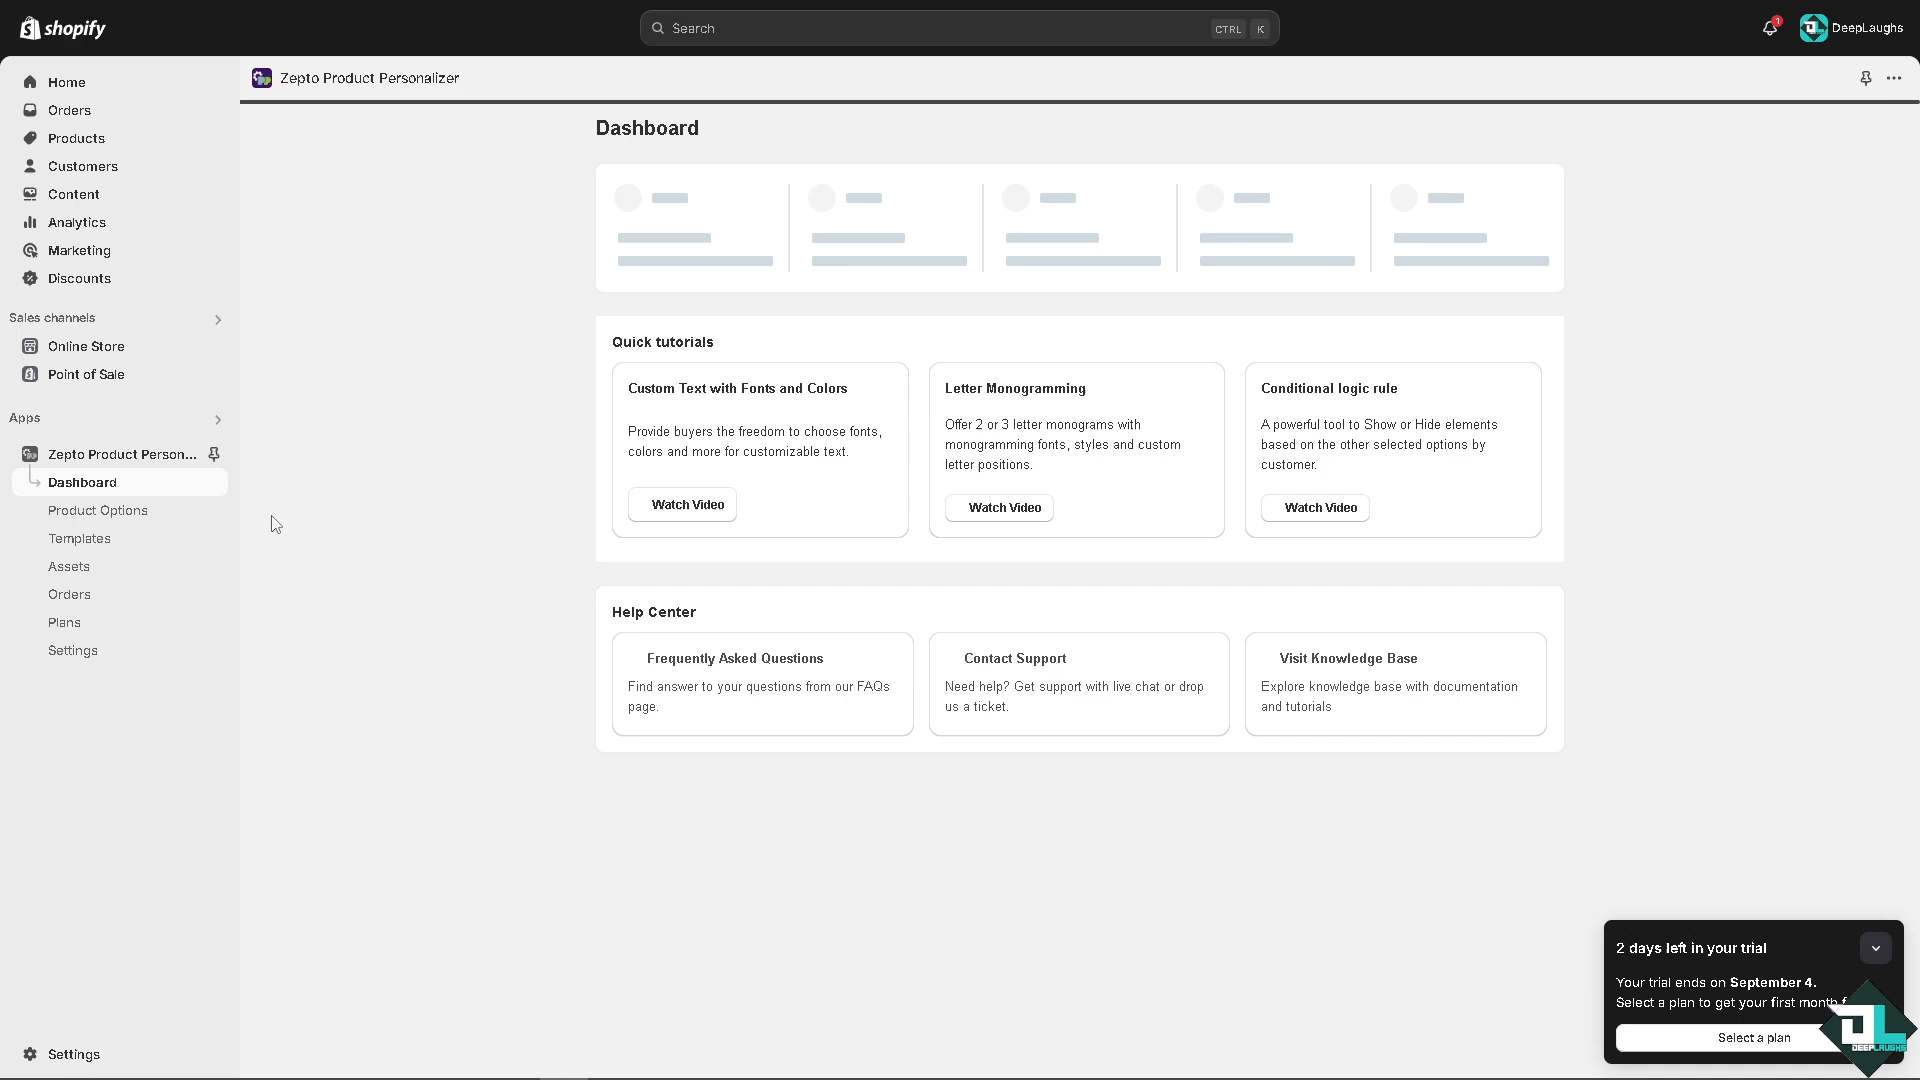 shopify
Search
CTRL K
1
DeepLaughs
Home
Orders
Products
Customers
Content
Analytics
Marketing
Discounts
Sales channels
Online Store
Point of Sale
Apps
Zepto Product Person...
Dashboard
Product Options
Templates
Assets
Orders
Plans
Settings
Settings
Zepto Product Personalizer
Dashboard
Quick tutorials
Custom Text with Fonts and Colors
Provide buyers the freedom to choose fonts,
colors and more for customizable text.
Watch Video
Letter Monogramming
Offer 2 or 3 letter monograms with
monogramming fonts, styles and custom
letter positions.
Watch Video
Conditional logic rule
A powerful tool to Show or Hide elements
based on the other selected options by
customer.
Watch Video
Help Center
Frequently Asked Questions
Find answer to your questions from our FAQs
page.
Contact Support
Need help? Get support with live chat or drop
us a ticket.
Visit Knowledge Base
Explore knowledge base with documentation
and tutorials
2 days left in your trial
Your trial ends on September 4.
Select a plan to get your first month f
Select a plan
DL
DEEPLAUGHS